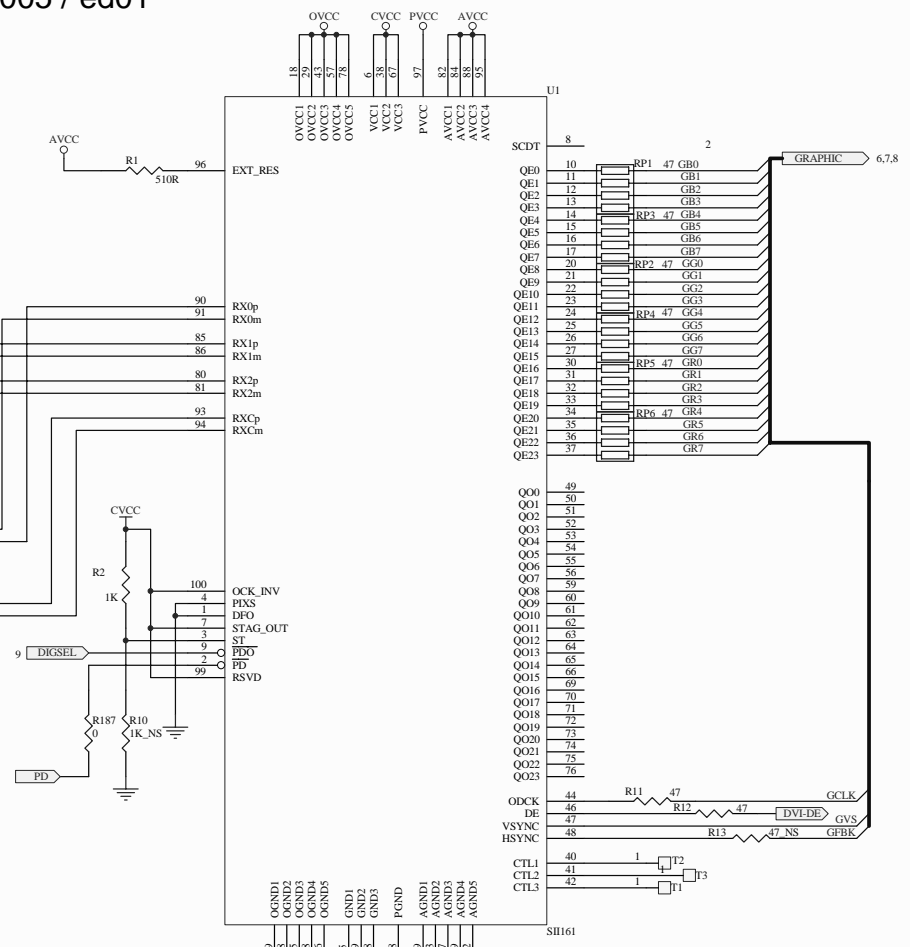 OVCC CVCC PVCC AVCC
18 29 43 57 78 6 38 67 97 82 84 88 95
U1
OVCC1 OVCC2 OVCC3 OVCC4 OVCC5 VCC1 VCC2 VCC3 PVCC AVCC1 AVCC2 AVCC3 AVCC4
AVCC
R1
510R
96 EXT_RES
90 RX0p
91 RX0m
85 RX1p
86 RX1m
80 RX2p
81 RX2m
93 RXCp
94 RXCm
CVCC
R2
1K
100 OCK_INV
4 PIXS
1 DFO
7 STAG_OUT
3 ST
9 PDO
2 PD
99 RSVD
9 DIGSEL
R187
0
R10
1K_NS
PD
SCDT 8 2
GRAPHIC 6,7,8
QE0 10 RP1 47 GB0
QE1 11 GB1
QE2 12 GB2
QE3 13 GB3
QE4 14 RP3 47 GB4
QE5 15 GB5
QE6 16 GB6
QE7 17 GB7
QE8 20 RP2 47 GG0
QE9 21 GG1
QE10 22 GG2
QE11 23 GG3
QE12 24 RP4 47 GG4
QE13 25 GG5
QE14 26 GG6
QE15 27 GG7
QE16 30 RP5 47 GR0
QE17 31 GR1
QE18 32 GR2
QE19 33 GR3
QE20 34 RP6 47 GR4
QE21 35 GR5
QE22 36 GR6
QE23 37 GR7
QO0 49
QO1 50
QO2 51
QO3 52
QO4 53
QO5 54
QO6 55
QO7 56
QO8 59
QO9 60
QO10 61
QO11 62
QO12 63
QO13 64
QO14 65
QO15 66
QO16 69
QO17 70
QO18 71
QO19 72
QO20 73
QO21 74
QO22 75
QO23 76
ODCK 44 R11 47 GCLK
DE 46 R12 47 DVI-DE
VSYNC 47 GVS
HSYNC 48 R13 47_NS GFBK
CTL1 40 1 T2
CTL2 41 1 T3
CTL3 42 1 T1
OGND1 OGND2 OGND3 OGND4 OGND5 GND1 GND2 GND3 PGND AGND1 AGND2 AGND3 AGND4 AGND5
SII161